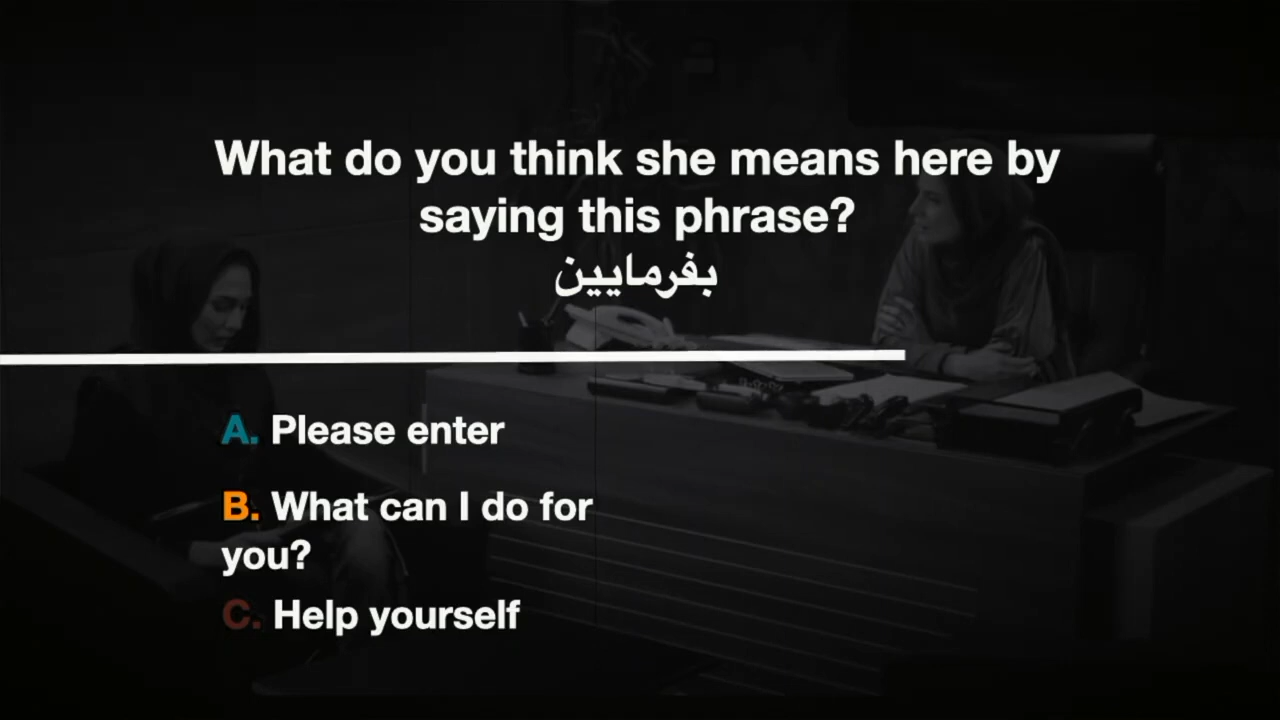 What do you think she means here by
saying this phrase?
بفرمایین
A. Please enter
B. What can I do for
you?
C. Help yourself